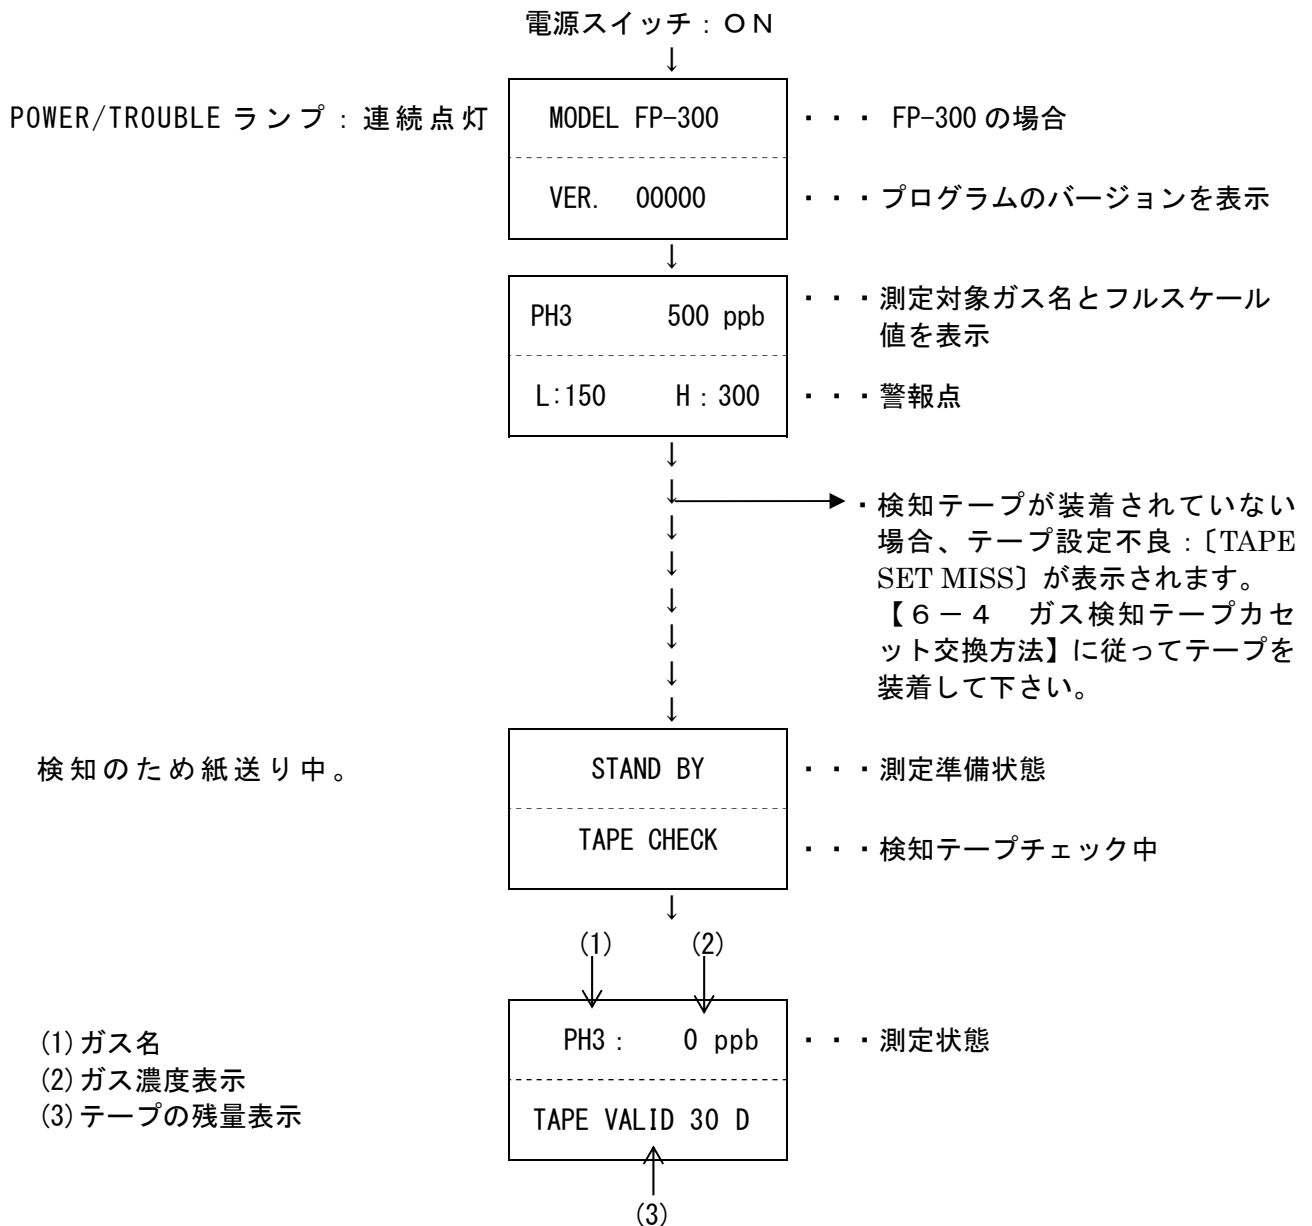 電源スイッチ：ＯＮ
↓
POWER/TROUBLE ランプ：連続点灯
MODEL FP-300
・・・ FP-300 の場合
VER. 00000
・・・プログラムのバージョンを表示
↓
PH3 500 ppb
・・・測定対象ガス名とフルスケール
値を表示
L:150 H：300
・・・警報点
↓
↓
・検知テープが装着されていない
場合、テープ設定不良：〔TAPE
SET MISS〕が表示されます。
【６－４　ガス検知テープカセ
ット交換方法】に従ってテープを
装着して下さい。
↓
↓
↓
↓
↓
↓
検知のため紙送り中。
STAND BY
・・・測定準備状態
TAPE CHECK
・・・検知テープチェック中
↓
(1) (2)
PH3： 0 ppb
・・・測定状態
TAPE VALID 30 D
(3)
(1)ガス名
(2)ガス濃度表示
(3)テープの残量表示